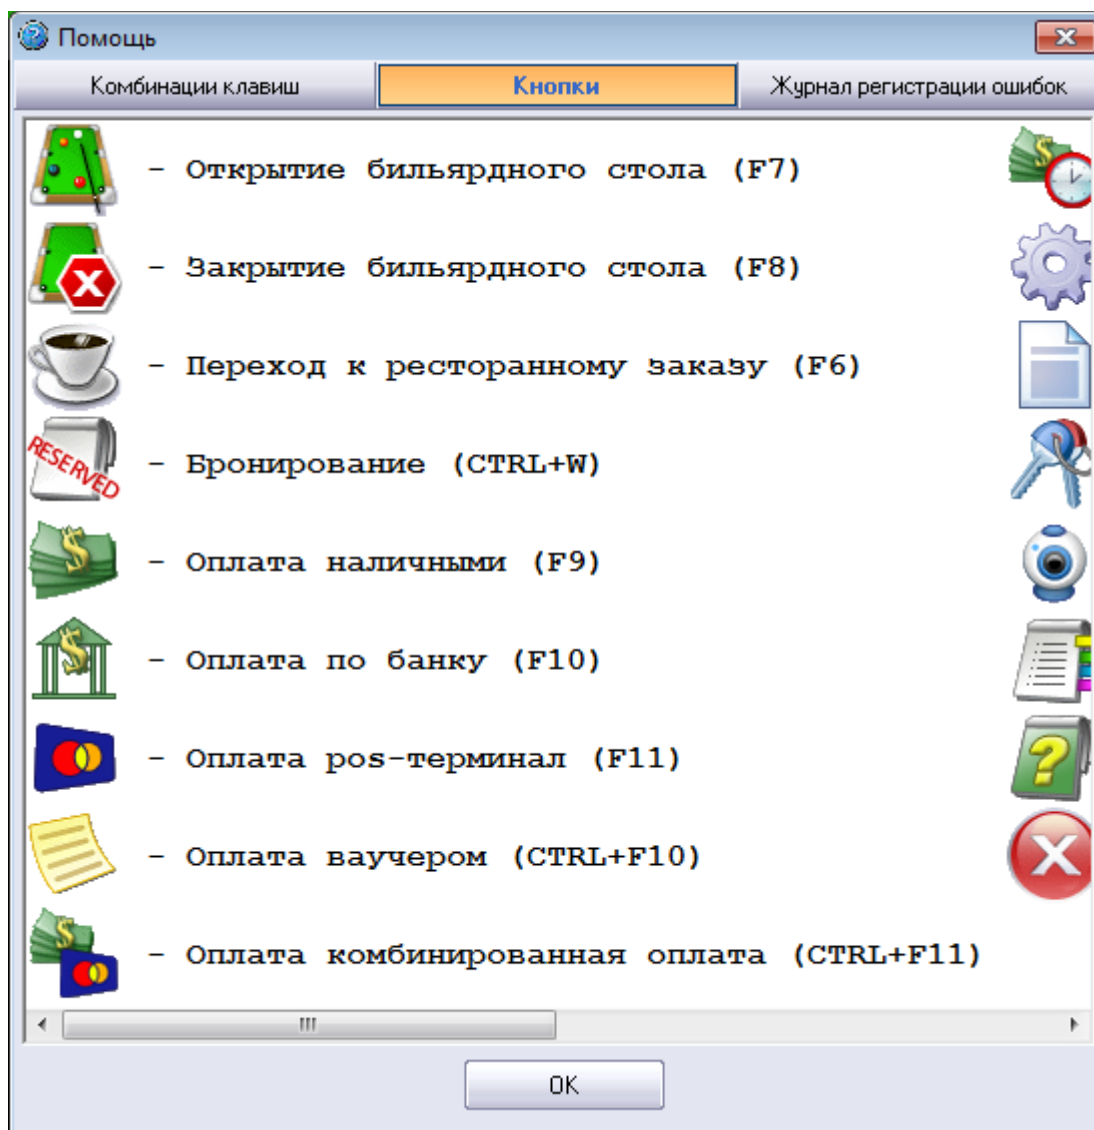 Помощь
Комбинации клавиш
Кнопки
Журнал регистрации ошибок
- Открытие бильярдного стола (F7)
- Закрытие бильярдного стола (F8)
- Переход к ресторанному заказу (F6)
RESERVED
- Бронирование (CTRL+W)
- Оплата наличными (F9)
- Оплата по банку (F10)
- Оплата pos-терминал (F11)
- Оплата ваучером (CTRL+F10)
- Оплата комбинированная оплата (CTRL+F11)
OK